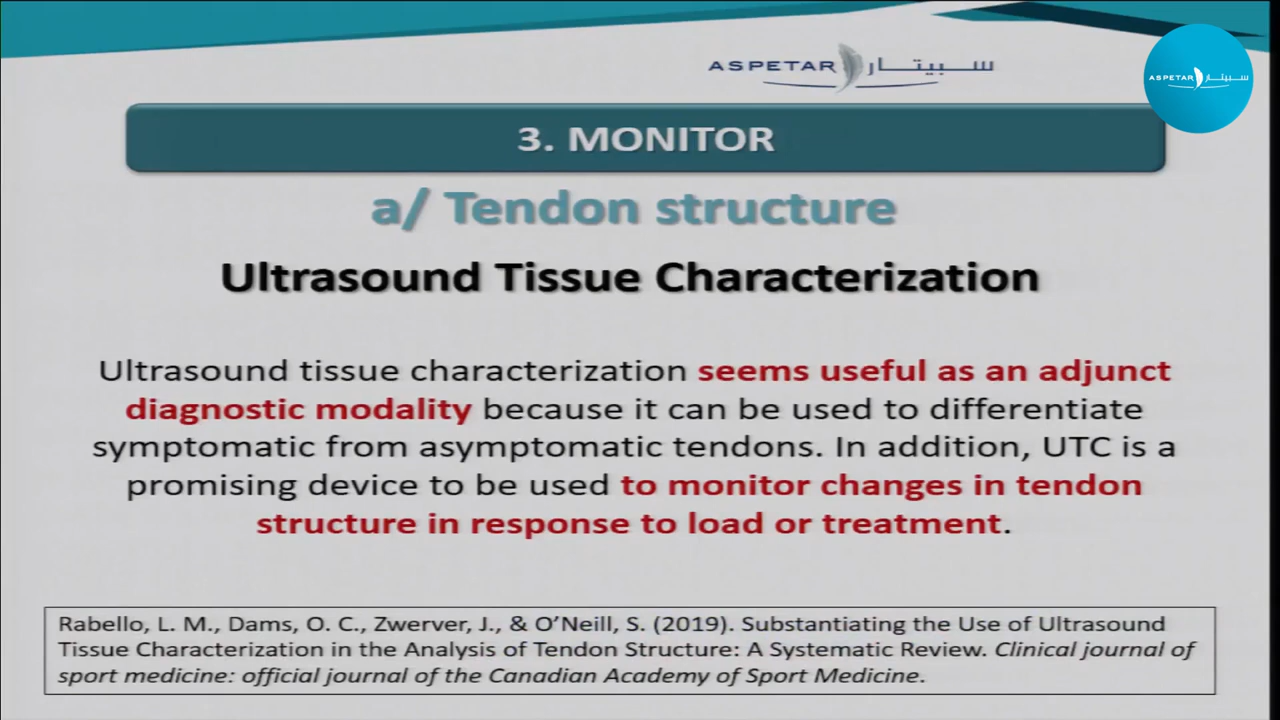 ASPETAR سبيتار
ASPETAR سبيتار
3. MONITOR
a/ Tendon structure
Ultrasound Tissue Characterization
Ultrasound tissue characterization seems useful as an adjunct
diagnostic modality because it can be used to differentiate
symptomatic from asymptomatic tendons. In addition, UTC is a
promising device to be used to monitor changes in tendon
structure in response to load or treatment.
Rabello, L. M., Dams, O. C., Zwerver, J., & O’Neill, S. (2019). Substantiating the Use of Ultrasound
Tissue Characterization in the Analysis of Tendon Structure: A Systematic Review. Clinical journal of
sport medicine: official journal of the Canadian Academy of Sport Medicine.